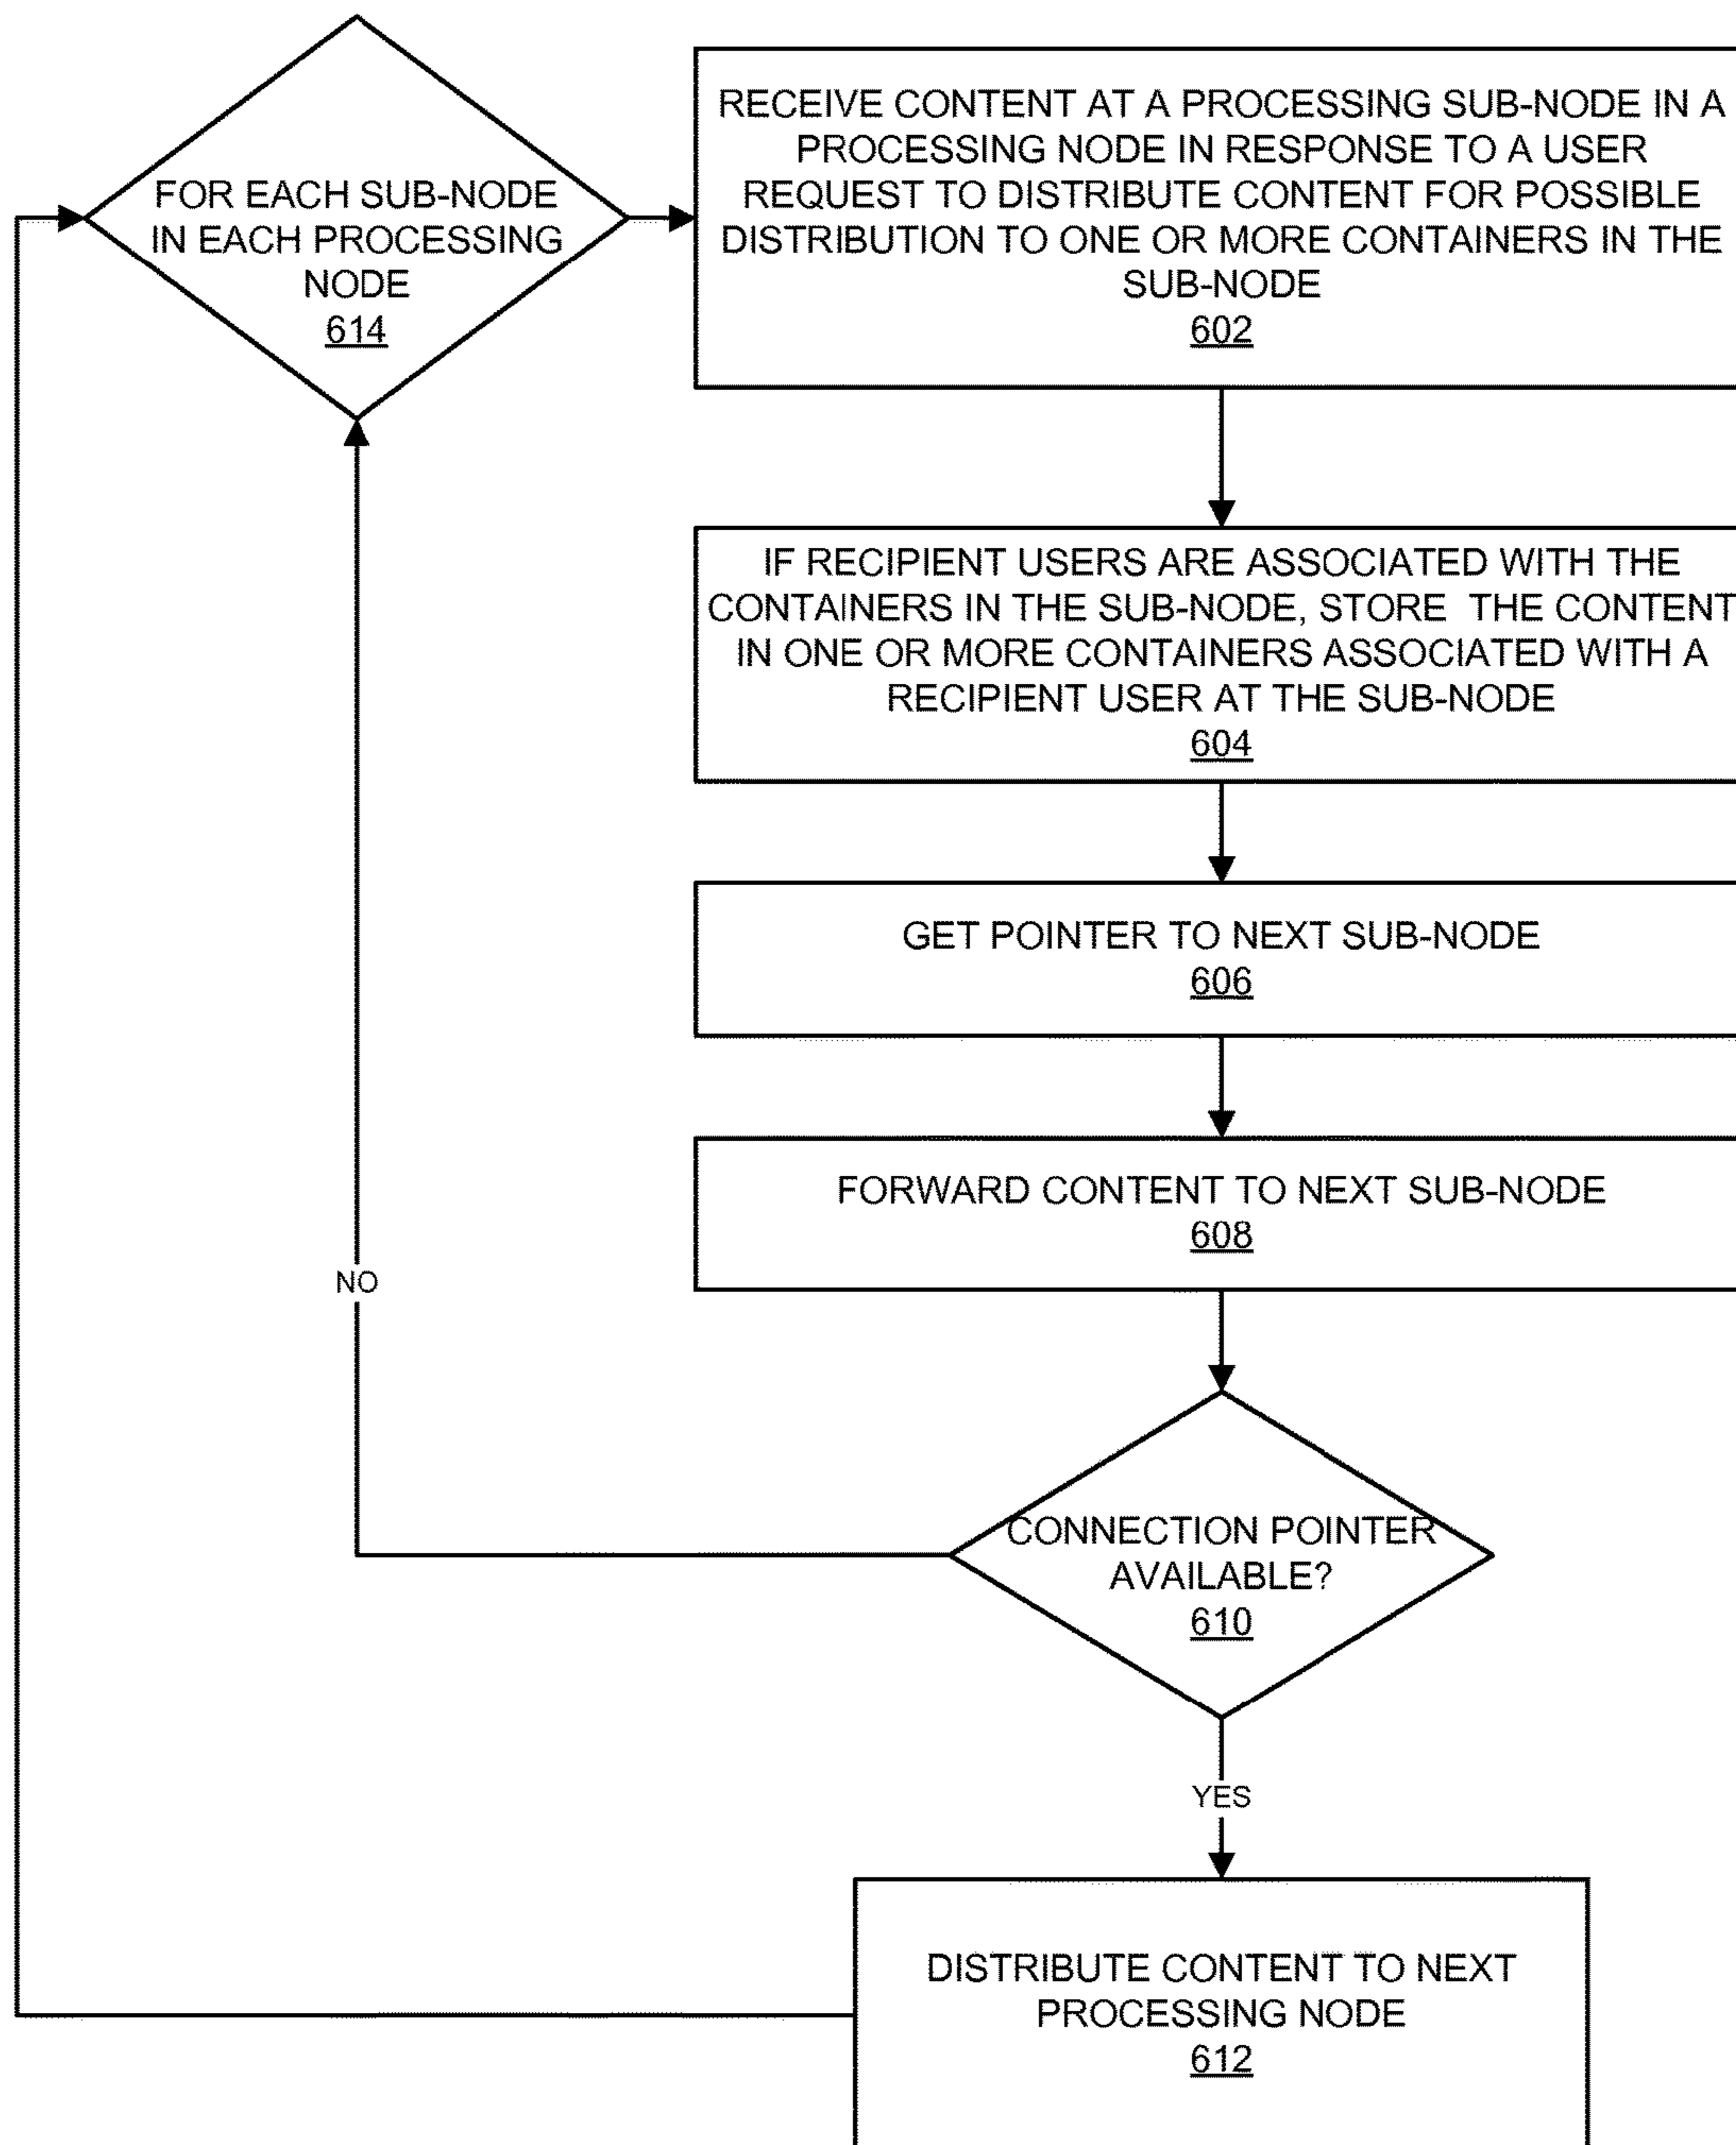 FOR EACH SUB-NODE
IN EACH PROCESSING
NODE
614
RECEIVE CONTENT AT A PROCESSING SUB-NODE IN A
PROCESSING NODE IN RESPONSE TO A USER
REQUEST TO DISTRIBUTE CONTENT FOR POSSIBLE
DISTRIBUTION TO ONE OR MORE CONTAINERS IN THE
SUB-NODE
602
IF RECIPIENT USERS ARE ASSOCIATED WITH THE
CONTAINERS IN THE SUB-NODE, STORE THE CONTENT
IN ONE OR MORE CONTAINERS ASSOCIATED WITH A
RECIPIENT USER AT THE SUB-NODE
604
GET POINTER TO NEXT SUB-NODE
606
FORWARD CONTENT TO NEXT SUB-NODE
608
NO
CONNECTION POINTER
AVAILABLE?
610
YES
DISTRIBUTE CONTENT TO NEXT
PROCESSING NODE
612